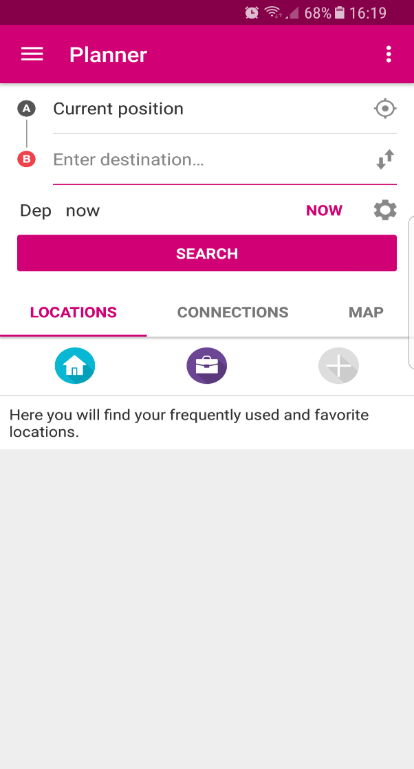 68% 16:19
Planner
A Current position
B Enter destination...
Dep now NOW
SEARCH
LOCATIONS CONNECTIONS MAP
Here you will find your frequently used and favorite
locations.